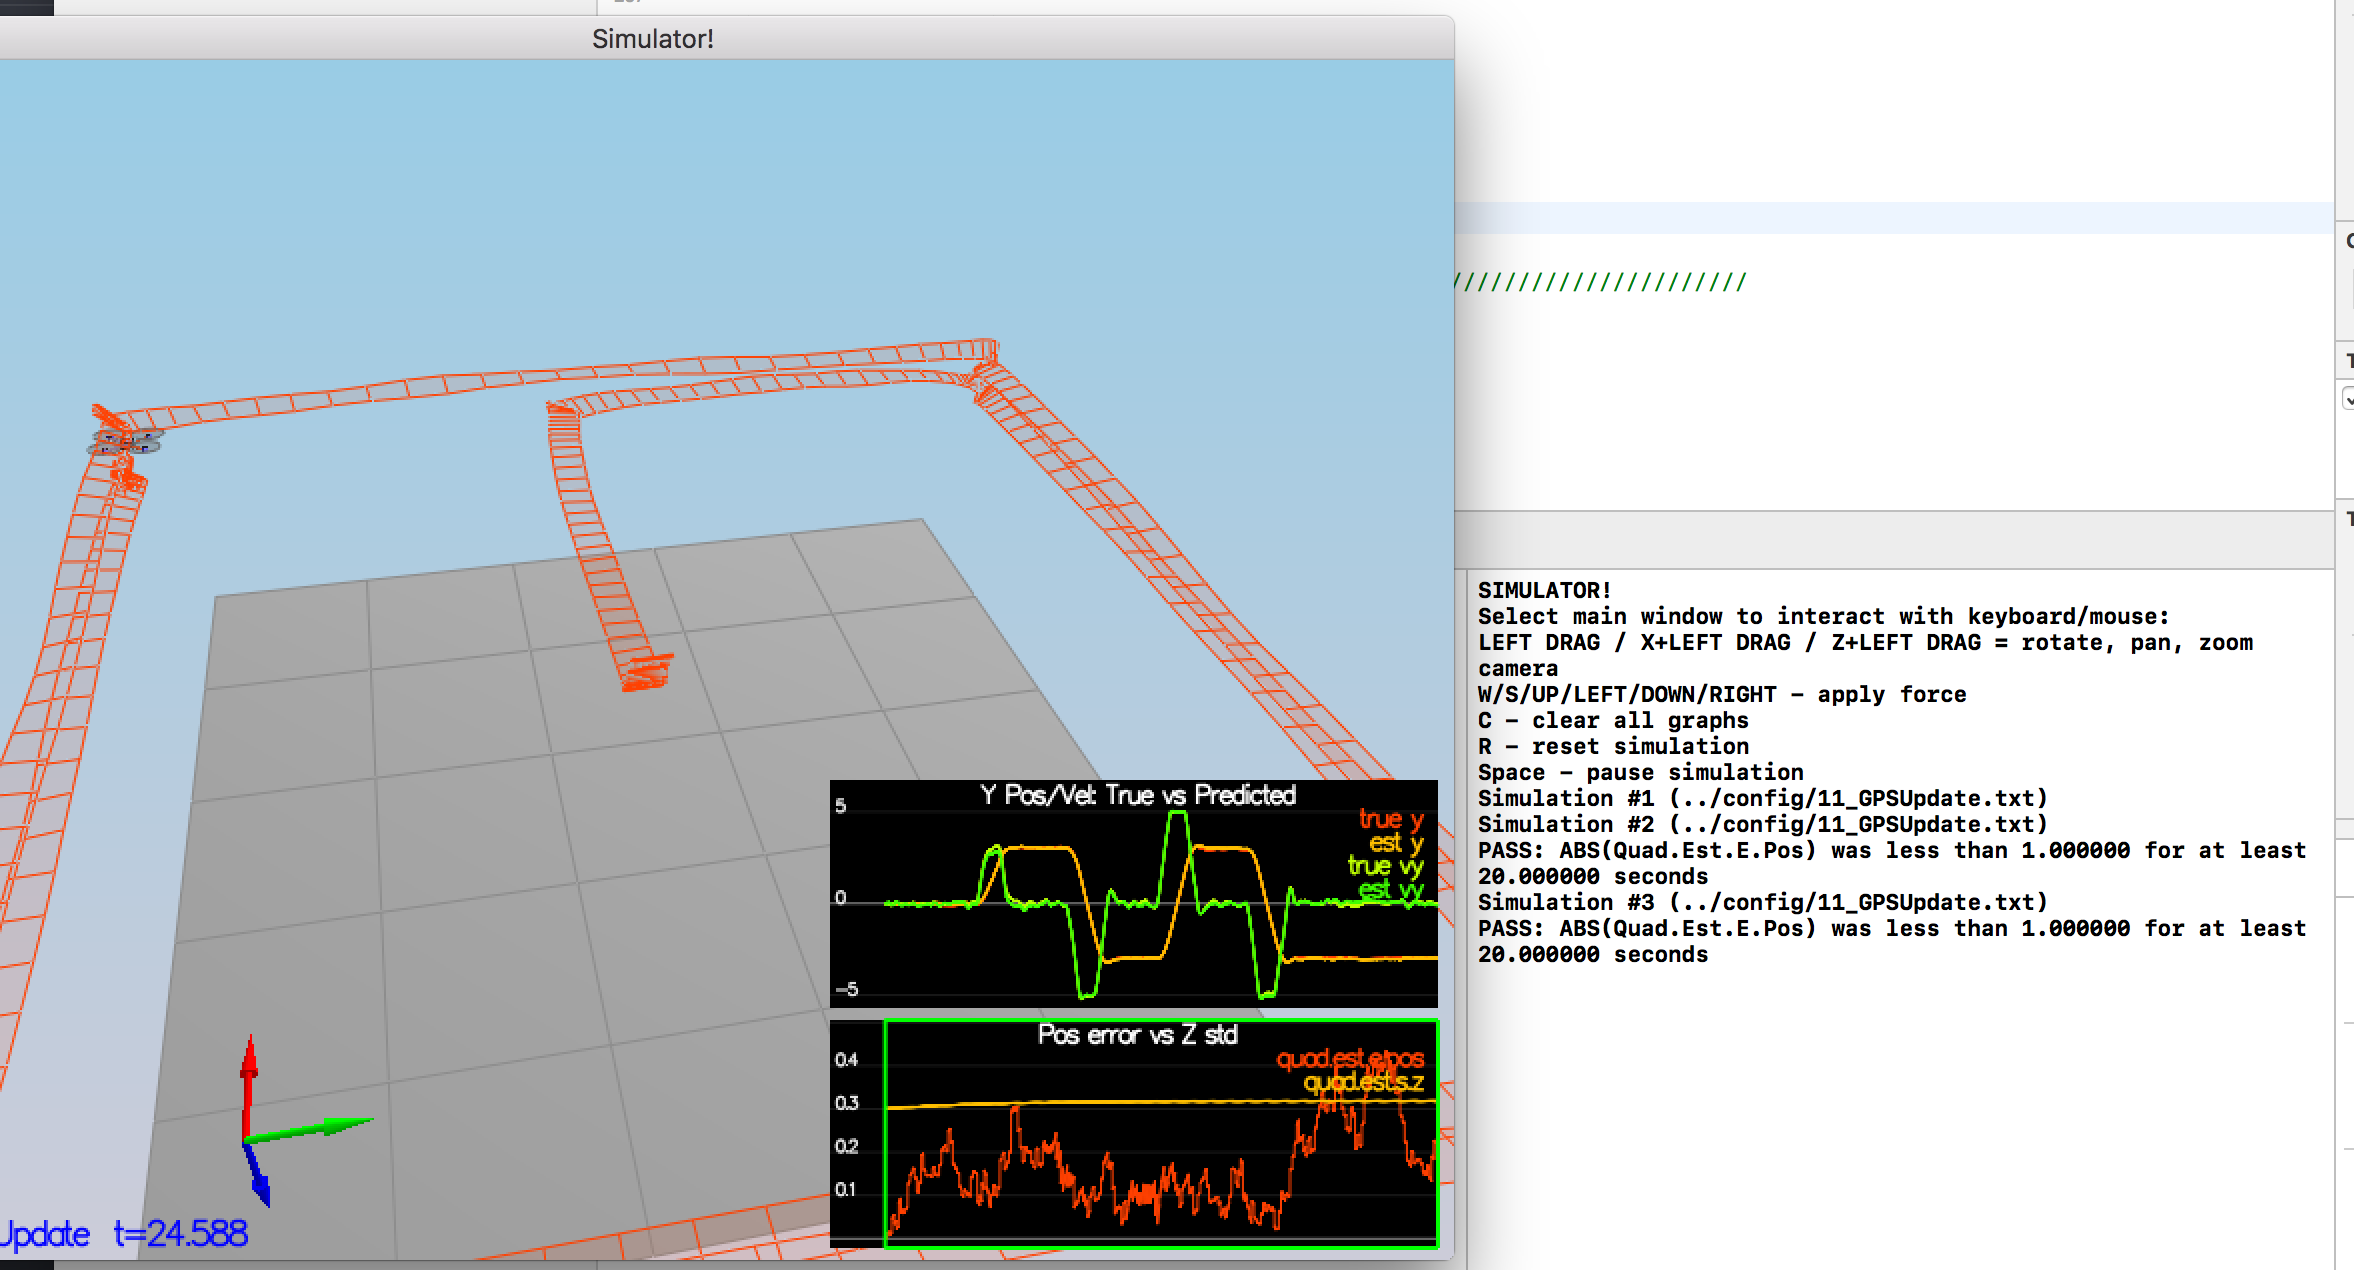 Simulator!
Y Pos/Vel: True vs Predicted
5
true y
est y
true vy
est vy
0
-5
Pos error vs Z std
quad.est.e.pos
0.4
quad.est.s.z
0.3
0.2
0.1
Update t=24.588
SIMULATOR!
Select main window to interact with keyboard/mouse:
LEFT DRAG / X+LEFT DRAG / Z+LEFT DRAG = rotate, pan, zoom
camera
W/S/UP/LEFT/DOWN/RIGHT – apply force
C – clear all graphs
R – reset simulation
Space – pause simulation
Simulation #1 (../config/11_GPSUpdate.txt)
Simulation #2 (../config/11_GPSUpdate.txt)
PASS: ABS(Quad.Est.E.Pos) was less than 1.000000 for at least
20.000000 seconds
Simulation #3 (../config/11_GPSUpdate.txt)
PASS: ABS(Quad.Est.E.Pos) was less than 1.000000 for at least
20.000000 seconds